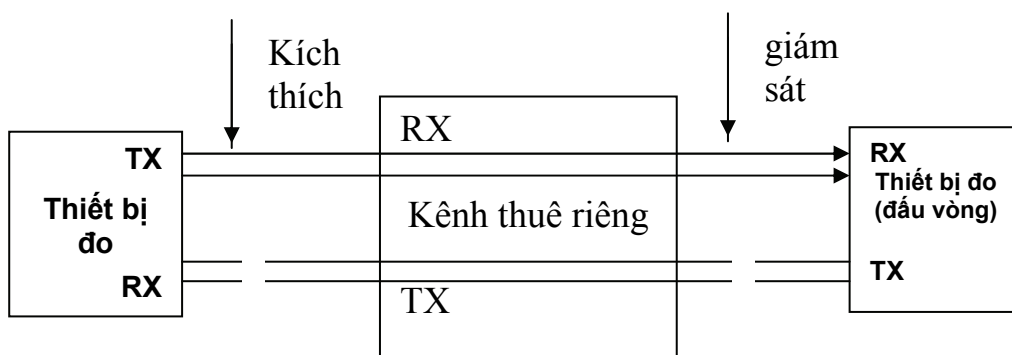 Kích
thích
giám
sát
TX
Thiết bị
đo
RX
RX
Kênh thuê riêng
TX
RX
Thiết bị đo
(đấu vòng)
TX